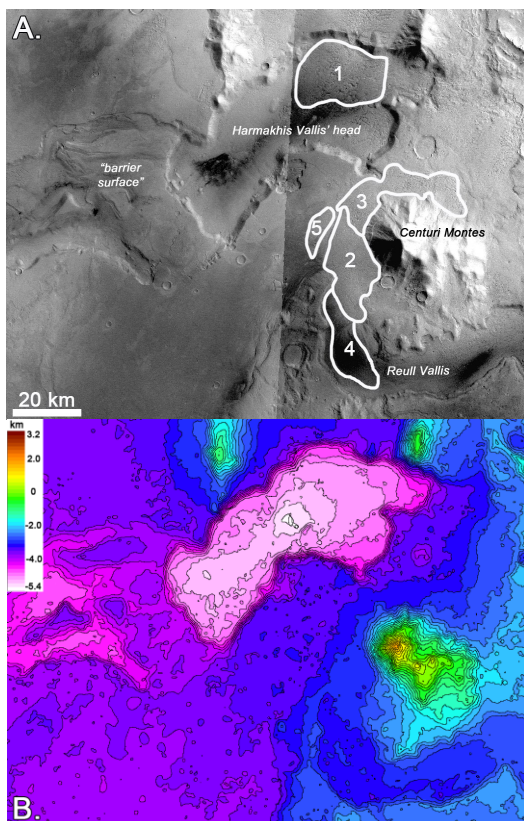 A.
1
Harmakhis Vallis' head
"barrier
surface"
3
5
Centuri Montes
2
4
Reull Vallis
20 km
km
3.2
2.0
0
-2.0
-4.0
-5.4
B.